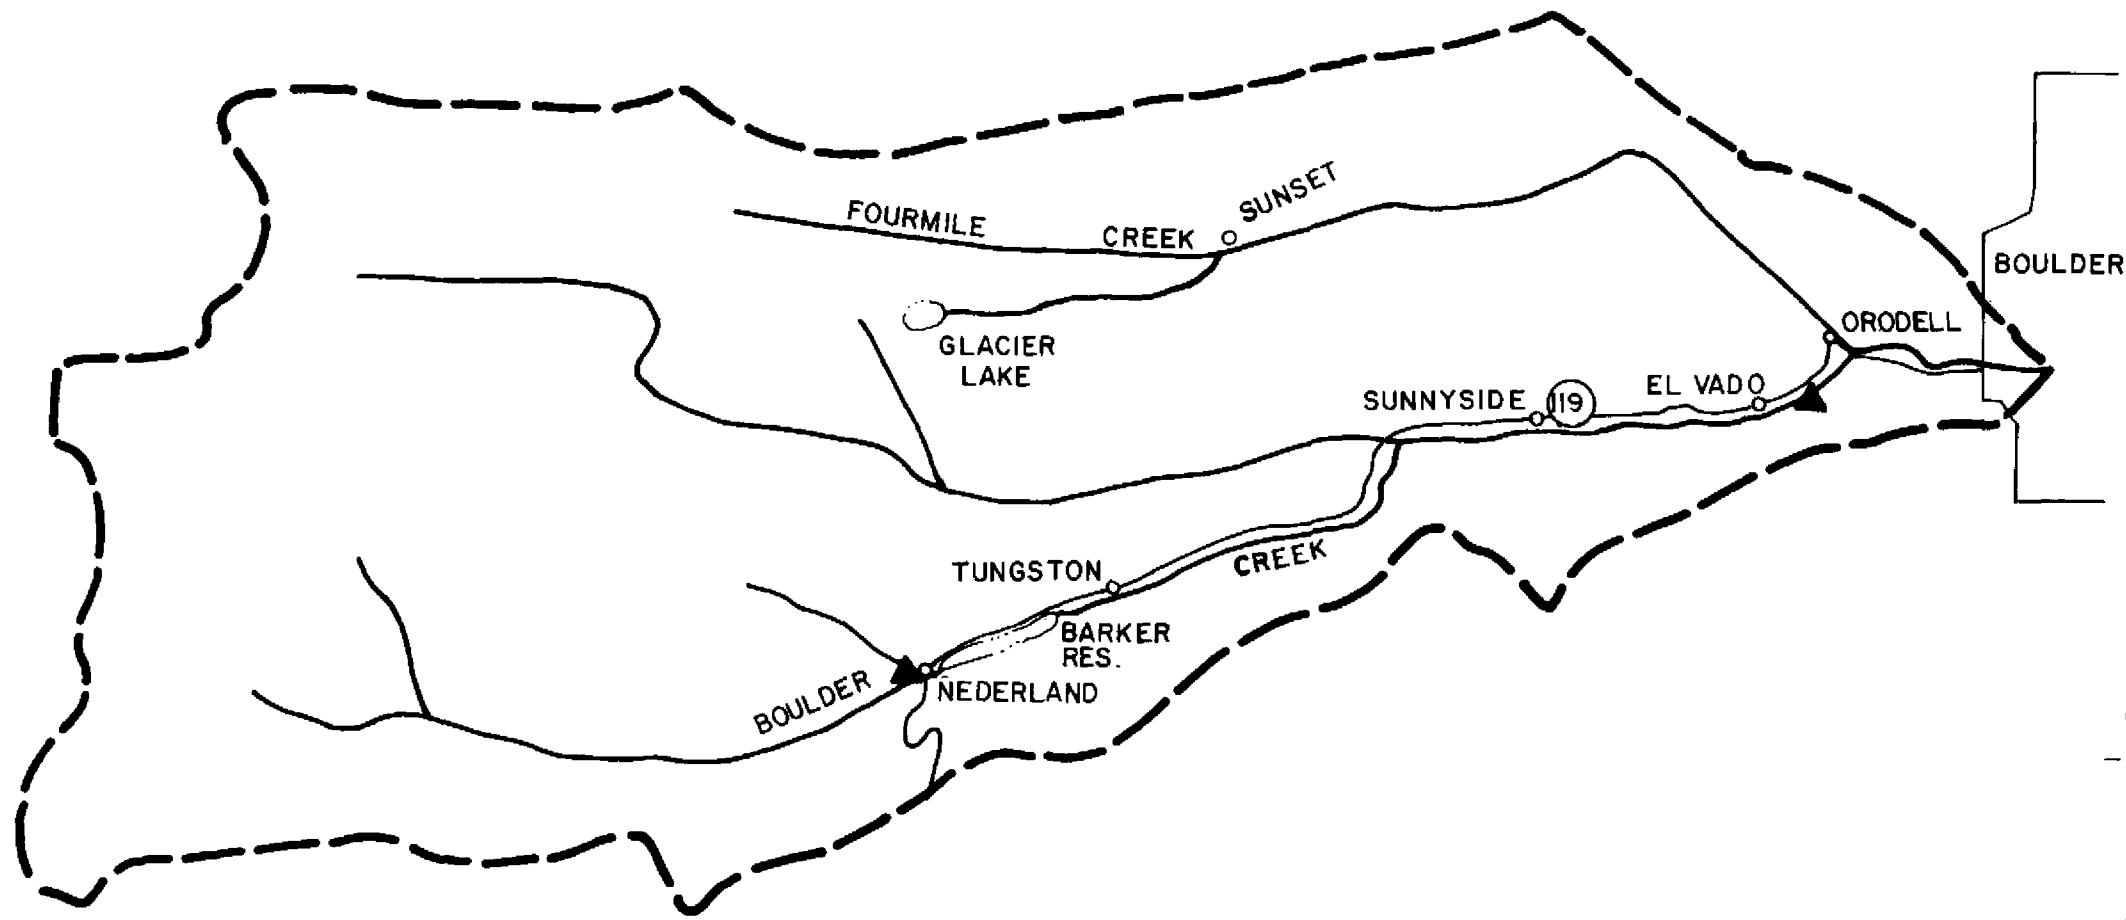 SUNSET
FOURMILE CREEK
BOULDER
GLACIER
LAKE
ORODELL
EL VADO
SUNNYSIDE 119
TUNGSTON
CREEK
BARKER
RES.
BOULDER
NEDERLAND